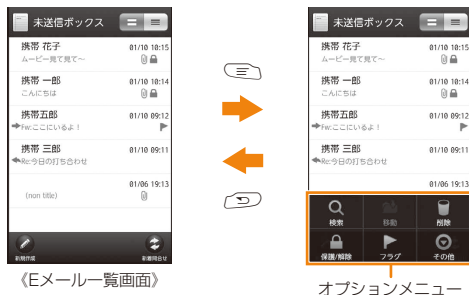 未送信ボックス
携帯 花子 01/10 10:15
ムービー見て見て～
携帯 一郎 01/10 10:14
こんにちは
携帯五郎 01/10 09:12
Fw:ここにいるよ！
携帯 三郎 01/10 09:11
Re:今日の打ち合わせ
01/06 19:13
(non title)
新規作成 新着問合せ
《Eメール一覧画面》
未送信ボックス
携帯 花子 01/10 10:15
ムービー見て見て～
携帯 一郎 01/10 10:14
こんにちは
携帯五郎 01/10 09:12
Fw:ここにいるよ！
携帯 三郎 01/10 09:11
Re:今日の打ち合わせ
01/06 19:13
検索 移動 削除
保護/解除 フラグ その他
オプションメニュー